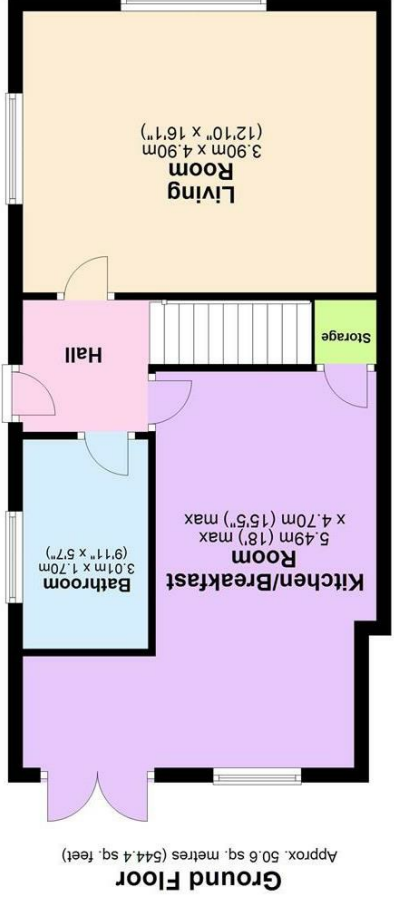 Ground Floor
Approx. 50.6 sq. metres (544.4 sq. feet)
Kitchen/Breakfast
Room
5.49m (18') max
x 4.70m (15'5") max
Bathroom
3.01m x 1.70m
(9'11" x 5'7")
Storage
Hall
Living
Room
3.90m x 4.90m
(12'10" x 16'1")